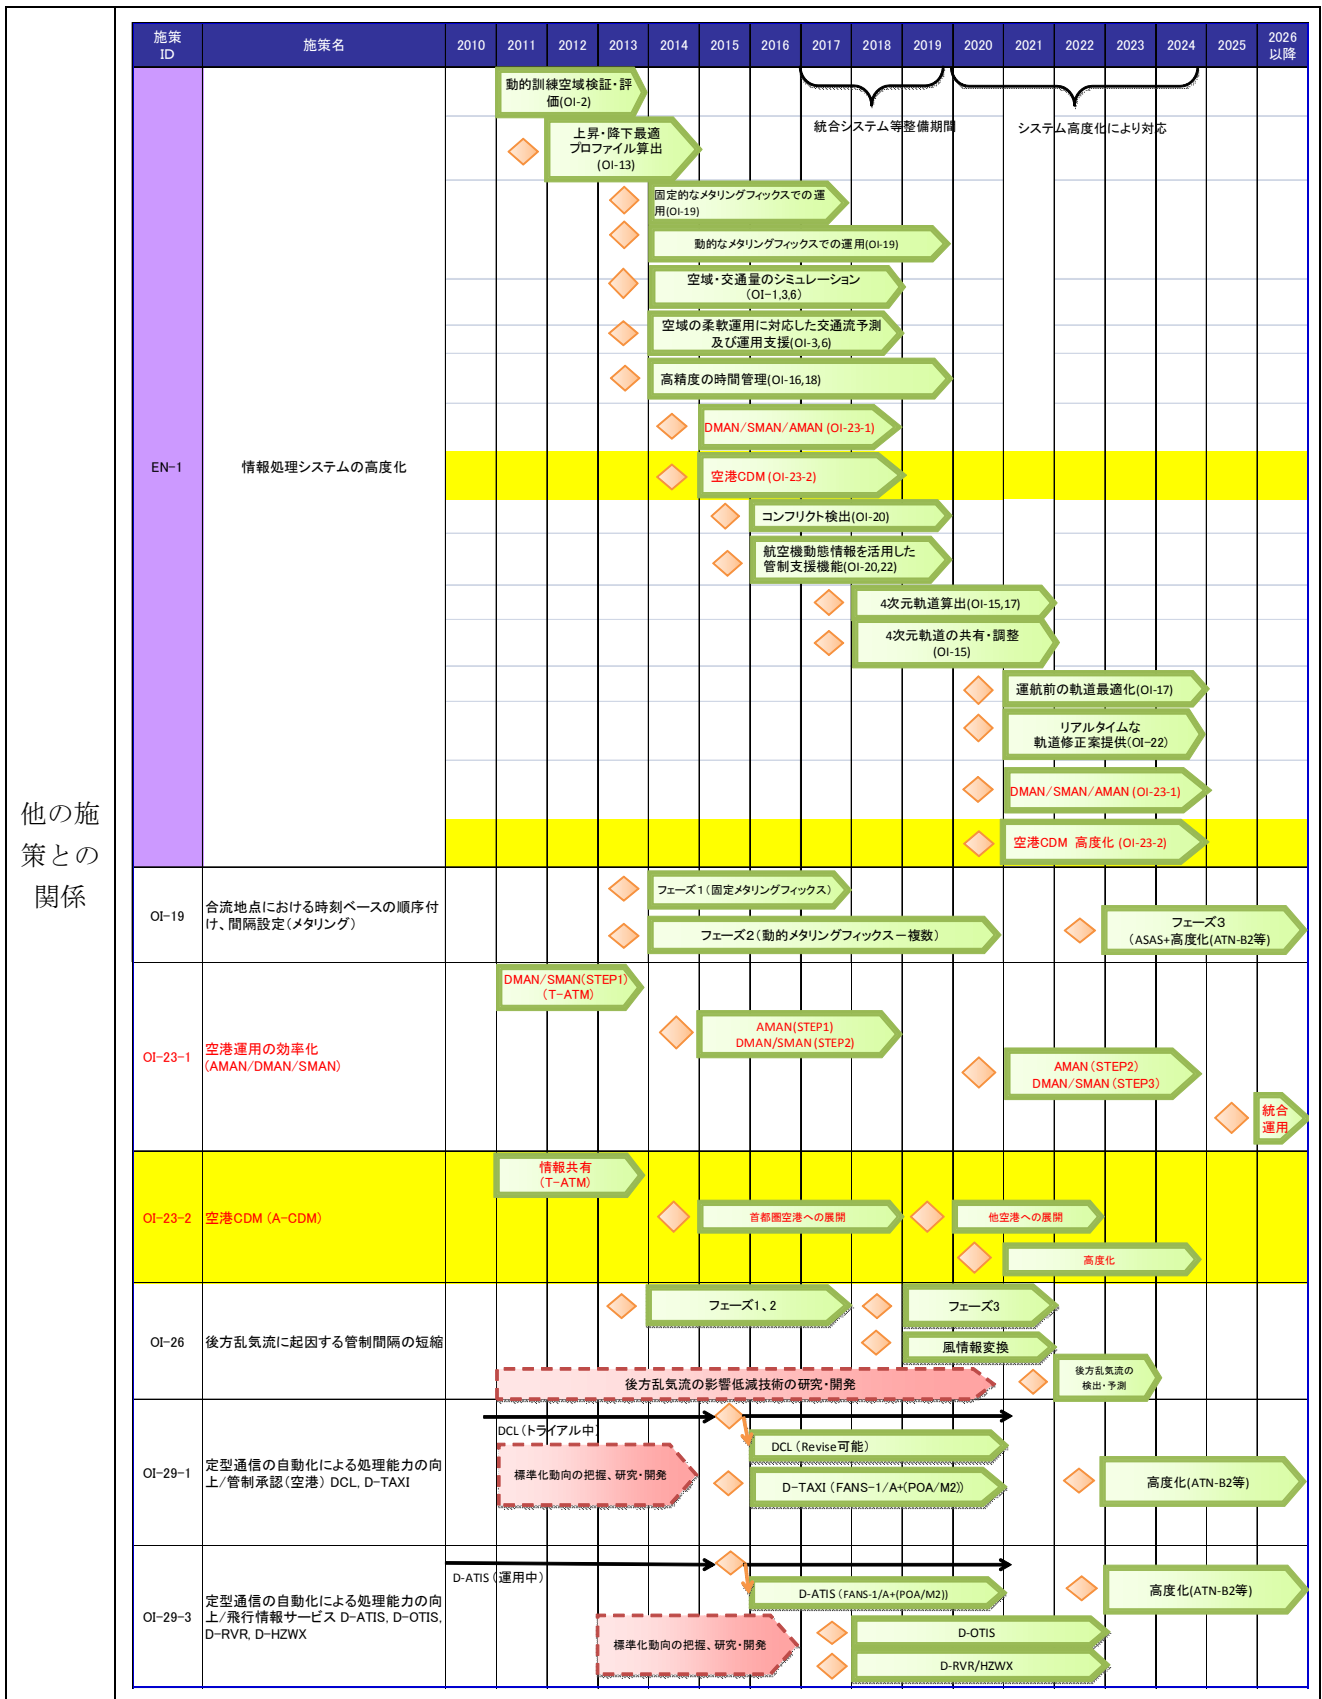 他の施
策との
関係
施策
ID
施策名
2010
2011
2012
2013
2014
2015
2016
2017
2018
2019
2020
2021
2022
2023
2024
2025
2026
以降
EN-1
情報処理システムの高度化
動的訓練空域検証・評
価(OI-2)
統合システム等整備期間
システム高度化により対応
上昇・降下最適
プロファイル算出
(OI-13)
固定的なメタリングフィックスでの運
用(OI-19)
動的なメタリングフィックスでの運用(OI-19)
空域・交通量のシミュレーション
(OI-1,3,6)
空域の柔軟運用に対応した交通流予測
及び運用支援(OI-3,6)
高精度の時間管理(OI-16,18)
DMAN/SMAN/AMAN (OI-23-1)
空港CDM (OI-23-2)
コンフリクト検出(OI-20)
航空機動態情報を活用した
管制支援機能(OI-20,22)
4次元軌道算出(OI-15,17)
4次元軌道の共有・調整
(OI-15)
運航前の軌道最適化(OI-17)
リアルタイムな
軌道修正案提供(OI-22)
DMAN/SMAN/AMAN (OI-23-1)
空港CDM 高度化 (OI-23-2)
OI-19
合流地点における時刻ベースの順序付
け、間隔設定(メタリング)
フェーズ1(固定メタリングフィックス)
フェーズ2(動的メタリングフィックス－複数)
フェーズ3
(ASAS+高度化(ATN-B2等)
OI-23-1
空港運用の効率化
(AMAN/DMAN/SMAN)
DMAN/SMAN(STEP1)
(T-ATM)
AMAN(STEP1)
DMAN/SMAN(STEP2)
AMAN(STEP2)
DMAN/SMAN(STEP3)
統合
運用
OI-23-2
空港CDM (A-CDM)
情報共有
(T-ATM)
首都圏空港への展開
他空港への展開
高度化
OI-26
後方乱気流に起因する管制間隔の短縮
フェーズ1、2
フェーズ3
風情報変換
後方乱気流の影響低減技術の研究・開発
後方乱気流の
検出・予測
OI-29-1
定型通信の自動化による処理能力の向
上/管制承認(空港) DCL, D-TAXI
DCL(トライアル中)
標準化動向の把握、研究・開発
DCL(Revise可能)
D-TAXI (FANS-1/A+(POA/M2))
高度化(ATN-B2等)
OI-29-3
定型通信の自動化による処理能力の向
上/飛行情報サービス D-ATIS, D-OTIS,
D-RVR, D-HZWX
D-ATIS(運用中)
標準化動向の把握、研究・開発
D-ATIS (FANS-1/A+(POA/M2))
D-OTIS
D-RVR/HZWX
高度化(ATN-B2等)